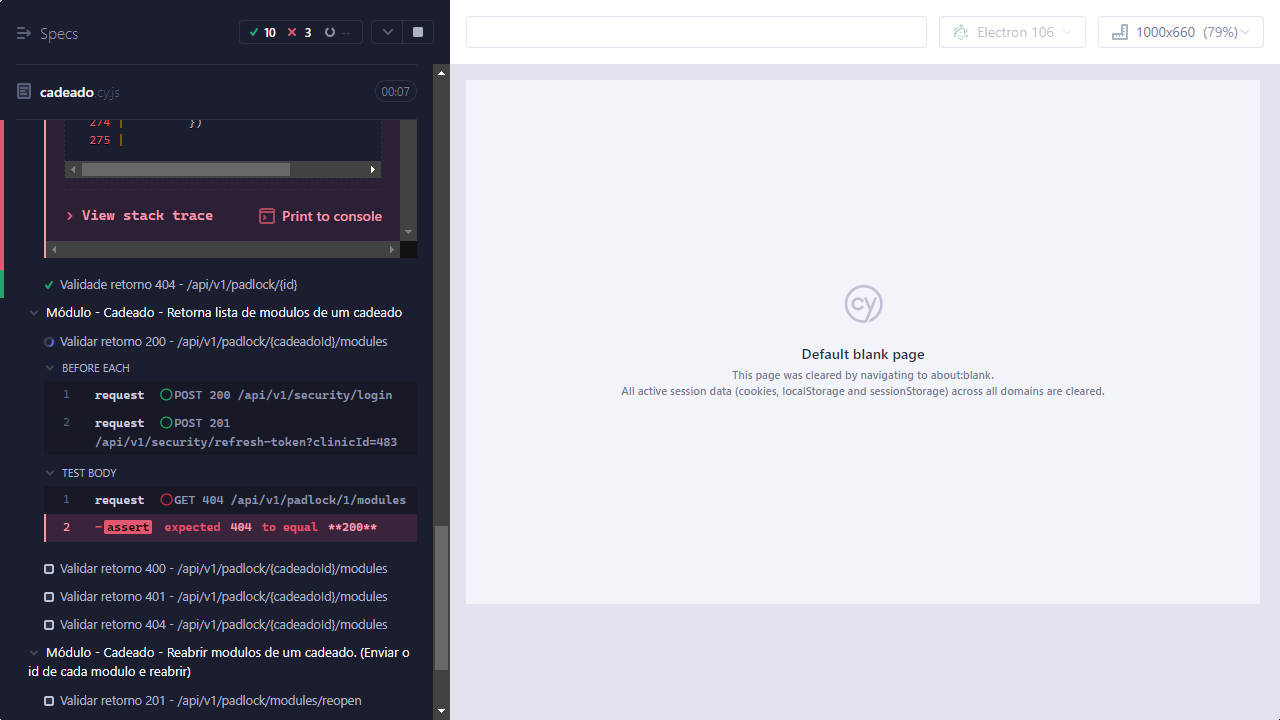 Specs
10 3 --
Electron 106
1000x660 (79%)
cadeado.cy.js
00:07
274 | })
275 |
View stack trace
Print to console
Validade retorno 404 - /api/v1/padlock/{id}
Módulo - Cadeado - Retorna lista de modulos de um cadeado
Validar retorno 200 - /api/v1/padlock/{cadeadoId}/modules
BEFORE EACH
1 request POST 200 /api/v1/security/login
2 request POST 201
/api/v1/security/refresh-token?clinicId=483
TEST BODY
1 request GET 404 /api/v1/padlock/1/modules
2 -assert expected 404 to equal **200**
Validar retorno 400 - /api/v1/padlock/{cadeadoId}/modules
Validar retorno 401 - /api/v1/padlock/{cadeadoId}/modules
Validar retorno 404 - /api/v1/padlock/{cadeadoId}/modules
Módulo - Cadeado - Reabrir modulos de um cadeado. (Enviar o
id de cada modulo e reabrir)
Validar retorno 201 - /api/v1/padlock/modules/reopen
cy
Default blank page
This page was cleared by navigating to about:blank.
All active session data (cookies, localStorage and sessionStorage) across all domains are cleared.